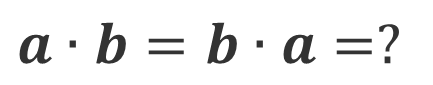 a · b = b · a =?